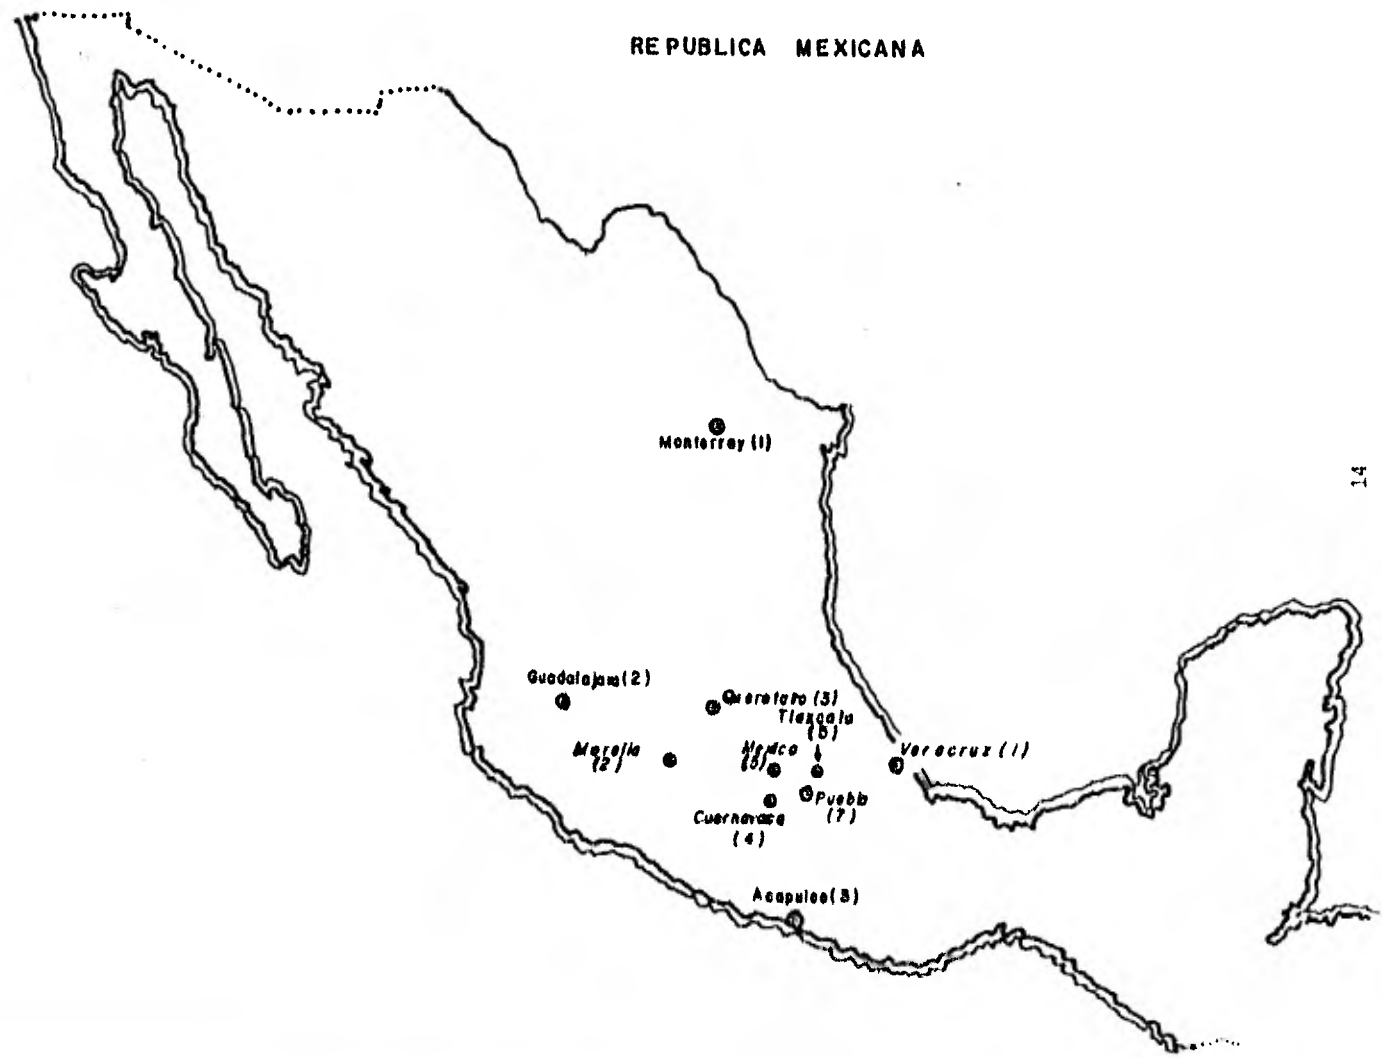 REPUBLICA MEXICANA
Monterrey (1)
14
Guadalajara (2)
Queretaro (3)
Tlaxcala
Morelia
(2)
Mexico
(5)
Veracruz (1)
Puebla
(7)
Cuernavaca
(4)
Acapulco (3)